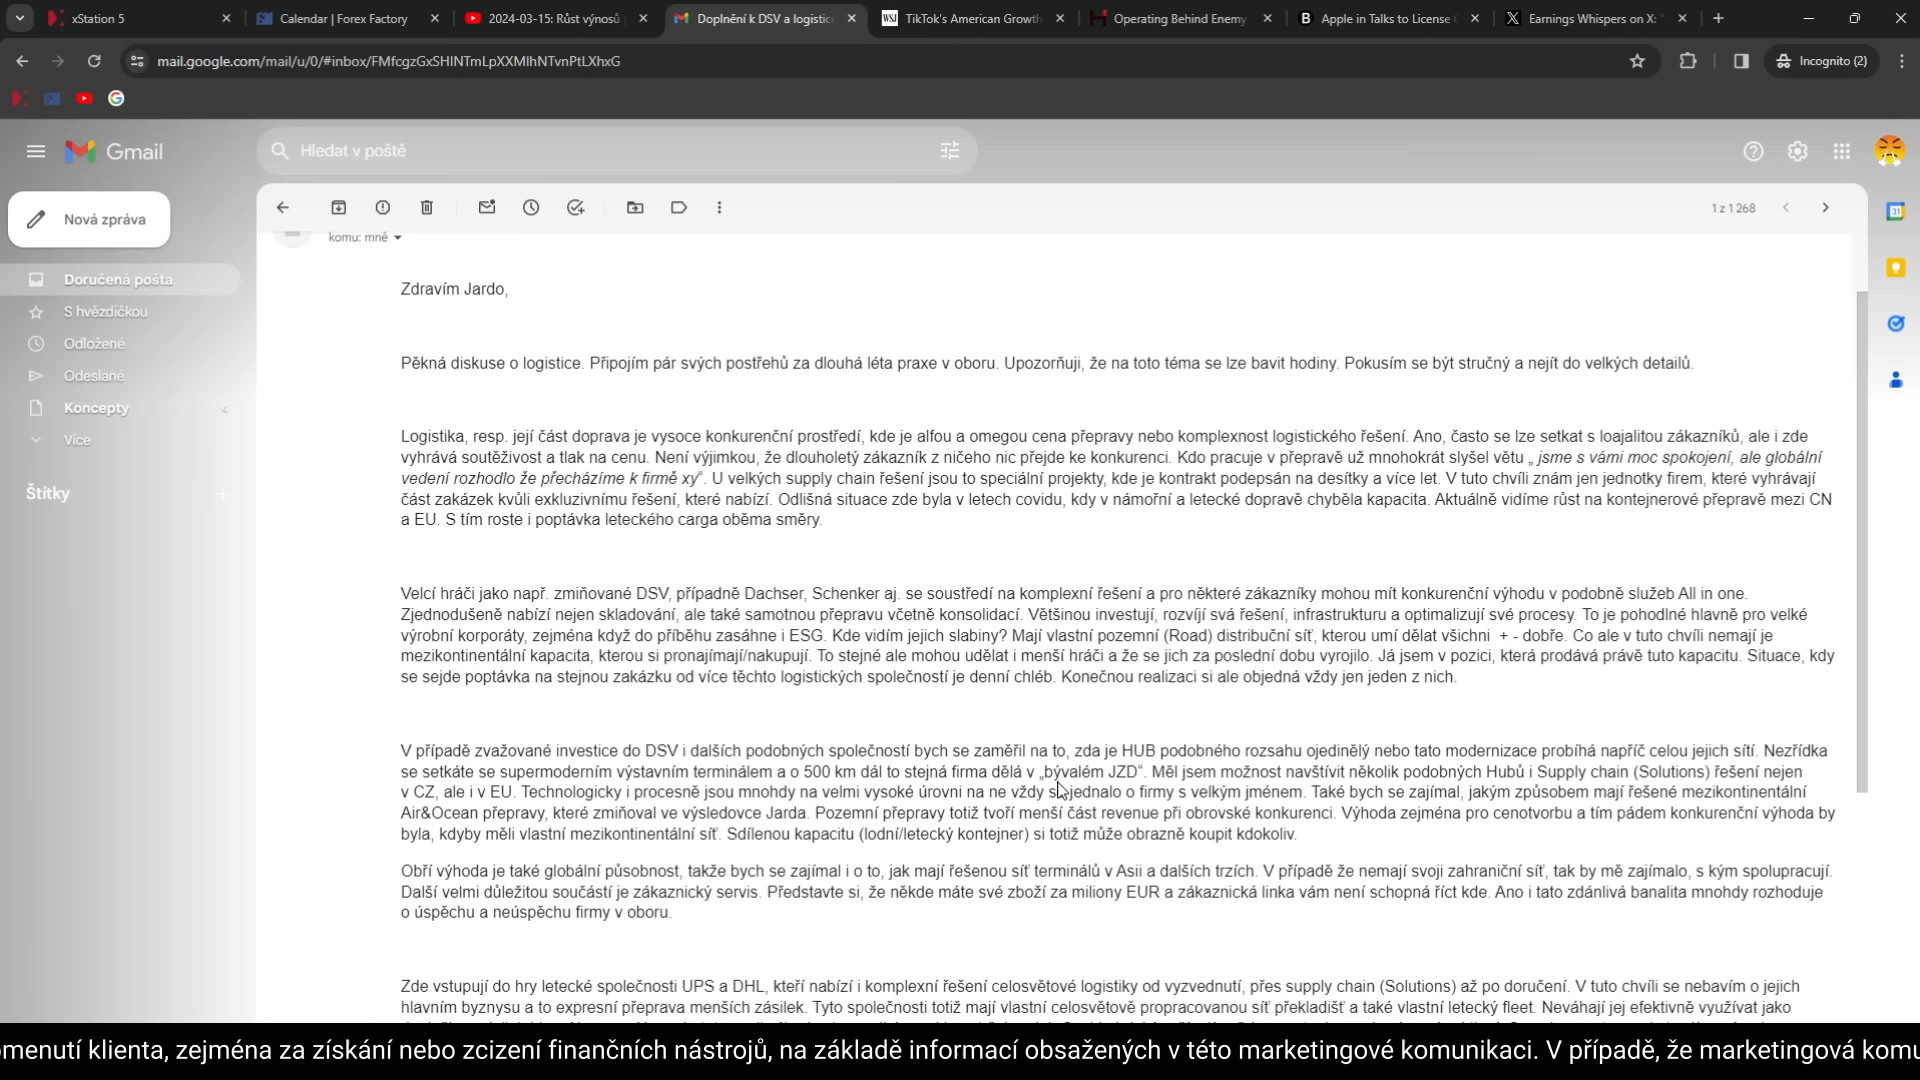 xStation 5
Calendar | Forex Factory
2024-03-15: Růst výnosů
Doplnění k DSV a logistic
WSJ TikTok's American Growth
Operating Behind Enemy
B Apple in Talks to License
Earnings Whispers on X: "
mail.google.com/mail/u/0/#inbox/FMfcgzGxSHlNTmLpXXMlhNTvnPtLXhxG
Incognito (2)
Gmail
Hledat v poště
Nová zpráva
1 z 1 268
komu: mně
Doručená pošta
S hvězdičkou
Odložené
Odeslané
Koncepty
Více
Štítky
31
Zdravím Jardo,
Pěkná diskuse o logistice. Připojím pár svých postřehů za dlouhá léta praxe v oboru. Upozorňuji, že na toto téma se lze bavit hodiny. Pokusím se být stručný a nejít do velkých detailů.
Logistika, resp. její část doprava je vysoce konkurenční prostředí, kde je alfou a omegou cena přepravy nebo komplexnost logistického řešení. Ano, často se lze setkat s loajalitou zákazníků, ale i zde
vyhrává soutěživost a tlak na cenu. Není výjimkou, že dlouholetý zákazník z ničeho nic přejde ke konkurenci. Kdo pracuje v přepravě už mnohokrát slyšel větu „ jsme s vámi moc spokojení, ale globální
vedení rozhodlo že přecházíme k firmě xy“. U velkých supply chain řešení jsou to speciální projekty, kde je kontrakt podepsán na desítky a více let. V tuto chvíli znám jen jednotky firem, které vyhrávají
část zakázek kvůli exkluzivnímu řešení, které nabízí. Odlišná situace zde byla v letech covidu, kdy v námořní a letecké dopravě chyběla kapacita. Aktuálně vidíme růst na kontejnerové přepravě mezi CN
a EU. S tím roste i poptávka leteckého carga oběma směry.
Velcí hráči jako např. zmiňované DSV, případně Dachser, Schenker aj. se soustředí na komplexní řešení a pro některé zákazníky mohou mít konkurenční výhodu v podobně služeb All in one.
Zjednodušeně nabízí nejen skladování, ale také samotnou přepravu včetně konsolidací. Většinou investují, rozvíjí svá řešení, infrastrukturu a optimalizují své procesy. To je pohodlné hlavně pro velké
výrobní korporáty, zejména když do příběhu zasáhne i ESG. Kde vidím jejich slabiny? Mají vlastní pozemní (Road) distribuční síť, kterou umí dělat všichni + - dobře. Co ale v tuto chvíli nemají je
mezikontinentální kapacita, kterou si pronajímají/nakupují. To stejné ale mohou udělat i menší hráči a že se jich za poslední dobu vyrojilo. Já jsem v pozici, která prodává právě tuto kapacitu. Situace, kdy
se sejde poptávka na stejnou zakázku od více těchto logistických společností je denní chléb. Konečnou realizaci si ale objedná vždy jen jeden z nich.
V případě zvažované investice do DSV i dalších podobných společností bych se zaměřil na to, zda je HUB podobného rozsahu ojedinělý nebo tato modernizace probíhá napříč celou jejich sítí. Nezřídka
se setkáte se supermoderním výstavním terminálem a o 500 km dál to stejná firma dělá v „bývalém JZD“. Měl jsem možnost navštívit několik podobných Hubů i Supply chain (Solutions) řešení nejen
v CZ, ale i v EU. Technologicky i procesně jsou mnohdy na velmi vysoké úrovni na ne vždy se jednalo o firmy s velkým jménem. Také bych se zajímal, jakým způsobem mají řešené mezikontinentální
Air&Ocean přepravy, které zmiňoval ve výsledovce Jarda. Pozemní přepravy totiž tvoří menší část revenue při obrovské konkurenci. Výhoda zejména pro cenotvorbu a tím pádem konkurenční výhoda by
byla, kdyby měli vlastní mezikontinentální síť. Sdílenou kapacitu (lodní/letecký kontejner) si totiž může obrazně koupit kdokoliv.
Obří výhoda je také globální působnost, takže bych se zajímal i o to, jak mají řešenou síť terminálů v Asii a dalších trzích. V případě že nemají svoji zahraniční síť, tak by mě zajímalo, s kým spolupracují.
Další velmi důležitou součástí je zákaznický servis. Představte si, že někde máte své zboží za miliony EUR a zákaznická linka vám není schopná říct kde. Ano i tato zdánlivá banalita mnohdy rozhoduje
o úspěchu a neúspěchu firmy v oboru.
Zde vstupují do hry letecké společnosti UPS a DHL, kteří nabízí i komplexní řešení celosvětové logistiky od vyzvednutí, přes supply chain (Solutions) až po doručení. V tuto chvíli se nebavím o jejich
hlavním byznysu a to expresní přeprava menších zásilek. Tyto společnosti totiž mají vlastní celosvětově propracovanou síť překladišť a také vlastní letecký fleet. Neváhají jej efektivně využívat jako
omenutí klienta, zejména za získání nebo zcizení finančních nástrojů, na základě informací obsažených v této marketingové komunikaci. V případě, že marketingová komu